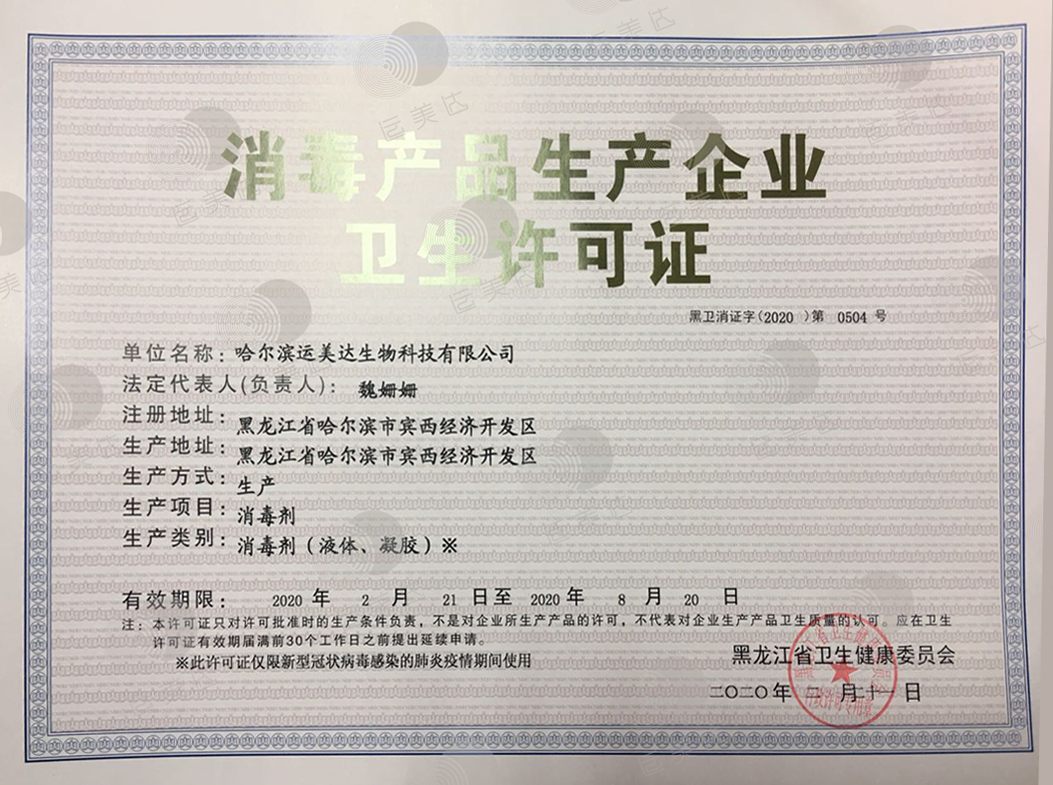 消毒产品生产企业
卫生许可证
黑卫消证字(2020 )第 0504 号
单位名称：哈尔滨运美达生物科技有限公司
法定代表人(负责人)： 魏姗姗
注册地址：黑龙江省哈尔滨市宾西经济开发区
生产地址：黑龙江省哈尔滨市宾西经济开发区
生产方式：生产
生产项目：消毒剂
生产类别：消毒剂（液体、凝胶）※
有效期限： 2020 年 2 月 21 日至 2020 年 8 月 20 日
注：本许可证只对许可批准时的生产条件负责，不是对企业所生产产品的许可，不代表对企业生产产品卫生质量的认可。应在卫生
许可证有效期届满前30个工作日之前提出延续申请。
※此许可证仅限新型冠状病毒感染的肺炎疫情期间使用
黑龙江省卫生健康委员会
二〇二〇年 二 月二十一日